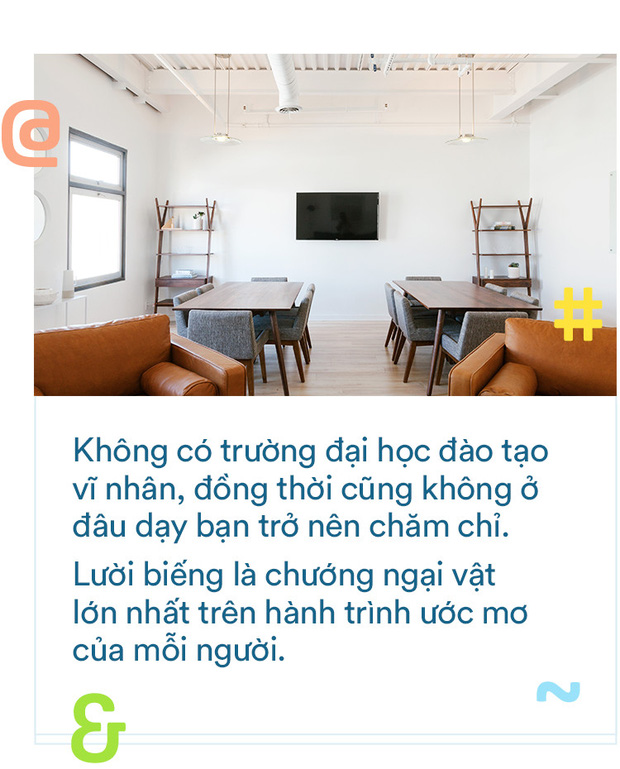 @
#
Không có trường đại học đào tạo
vĩ nhân, đồng thời cũng không ở
đâu dạy bạn trở nên chăm chỉ.
Lười biếng là chướng ngại vật
lớn nhất trên hành trình ước mơ
của mỗi người.
~
&